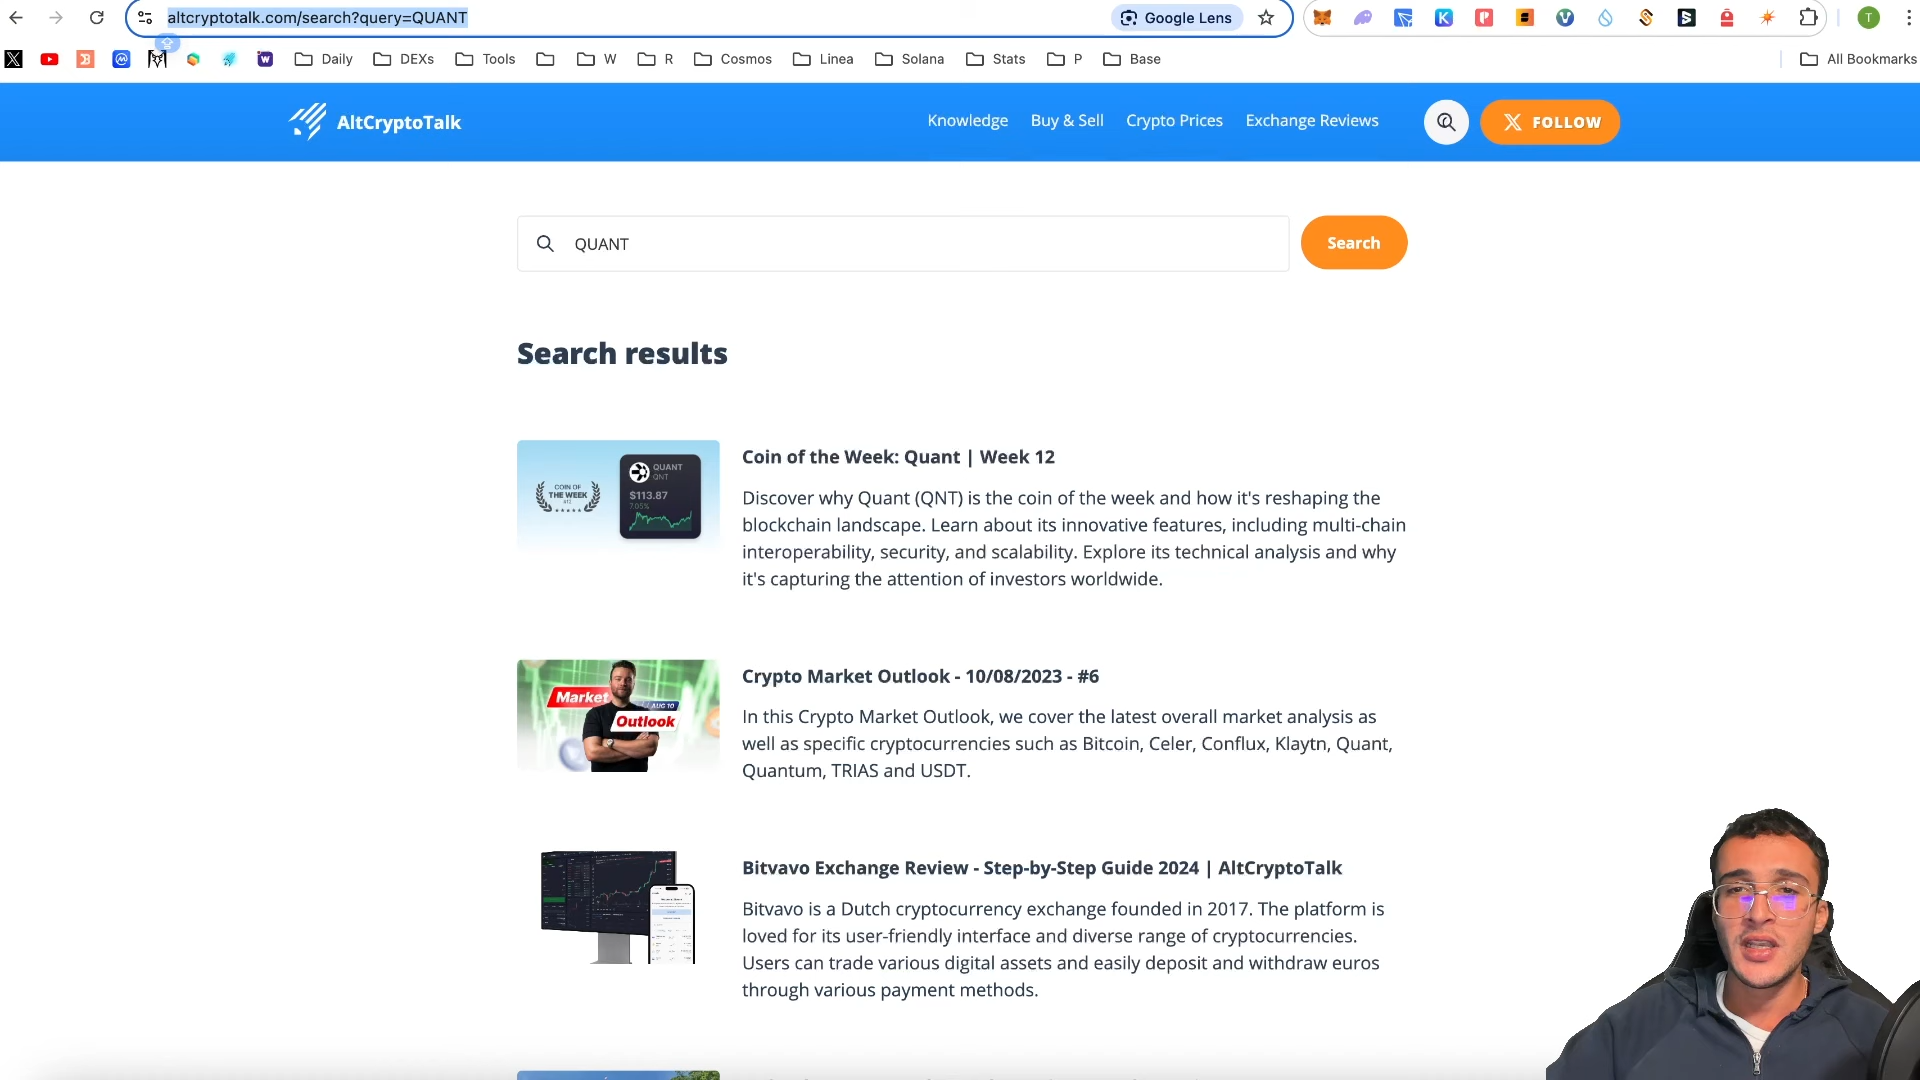 altcryptotalk.com/search?query=QUANT
Google Lens
T
Daily
DEXs
Tools
W
R
Cosmos
Linea
Solana
Stats
P
Base
All Bookmarks
AltCryptoTalk
Knowledge
Buy & Sell
Crypto Prices
Exchange Reviews
FOLLOW
QUANT
Search
Search results
COIN OF
THE WEEK
#12
QUANT
QNT
$113.87
7.05%
Coin of the Week: Quant | Week 12
Discover why Quant (QNT) is the coin of the week and how it's reshaping the
blockchain landscape. Learn about its innovative features, including multi-chain
interoperability, security, and scalability. Explore its technical analysis and why
it's capturing the attention of investors worldwide.
Market
AUG 10
Outlook
Crypto Market Outlook - 10/08/2023 - #6
In this Crypto Market Outlook, we cover the latest overall market analysis as
well as specific cryptocurrencies such as Bitcoin, Celer, Conflux, Klaytn, Quant,
Quantum, TRIAS and USDT.
Bitvavo Exchange Review - Step-by-Step Guide 2024 | AltCryptoTalk
Bitvavo is a Dutch cryptocurrency exchange founded in 2017. The platform is
loved for its user-friendly interface and diverse range of cryptocurrencies.
Users can trade various digital assets and easily deposit and withdraw euros
through various payment methods.